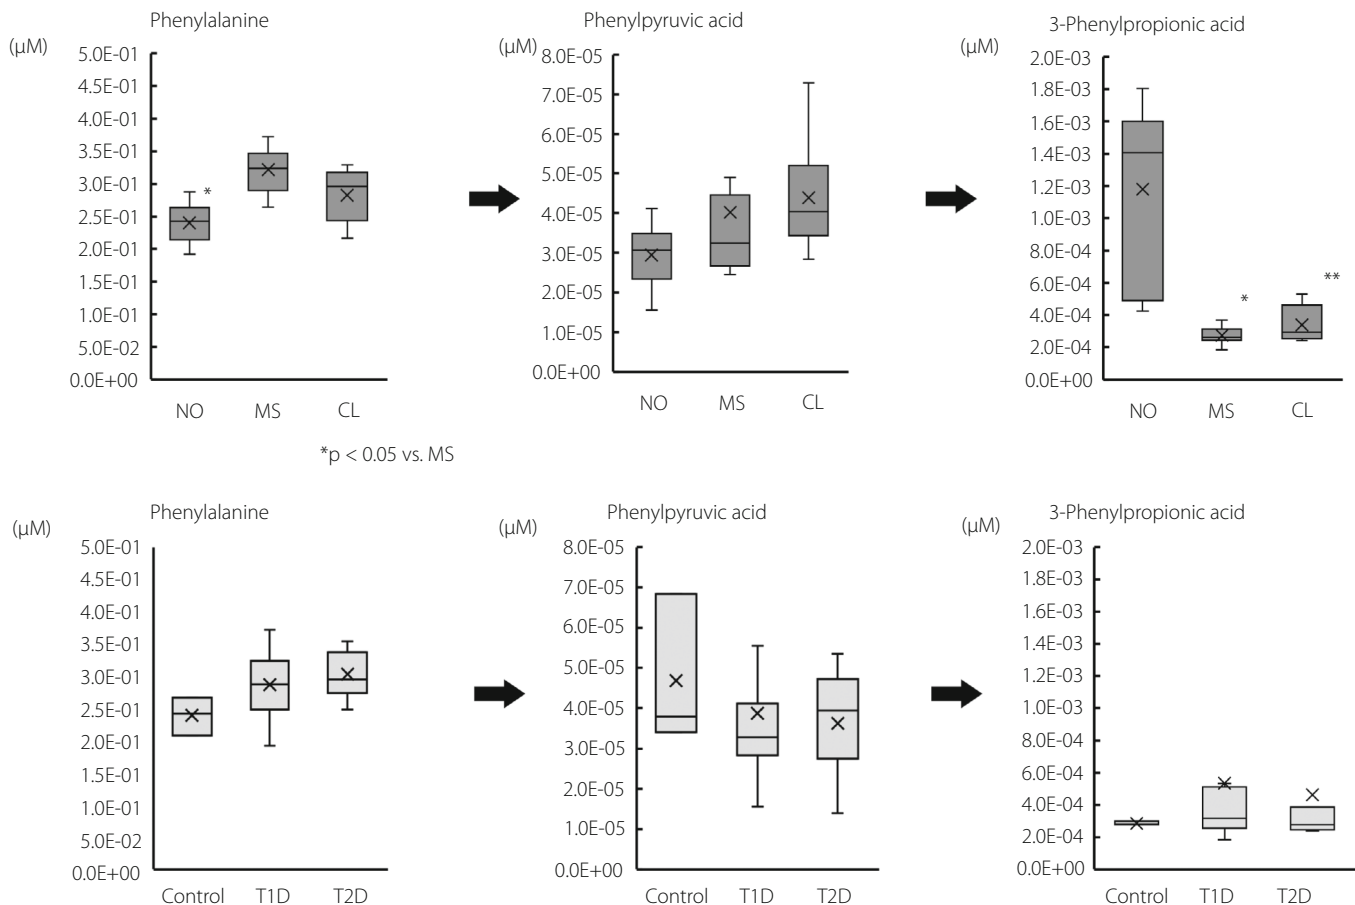 Phenylalanine
(μM)
5.0E-01
4.5E-01
4.0E-01
3.5E-01
3.0E-01
2.5E-01
2.0E-01
1.5E-01
1.0E-01
5.0E-02
0.0E+00
*
NO MS CL
Phenylpyruvic acid
(μM)
8.0E-05
7.0E-05
6.0E-05
5.0E-05
4.0E-05
3.0E-05
2.0E-05
1.0E-05
0.0E+00
NO MS CL
3-Phenylpropionic acid
(μM)
2.0E-03
1.8E-03
1.6E-03
1.4E-03
1.2E-03
1.0E-03
8.0E-04
6.0E-04
4.0E-04
2.0E-04
0.0E+00
*
**
NO MS CL
*p < 0.05 vs. MS
Phenylalanine
(μM)
5.0E-01
4.5E-01
4.0E-01
3.5E-01
3.0E-01
2.5E-01
2.0E-01
1.5E-01
1.0E-01
5.0E-02
0.0E+00
Control T1D T2D
Phenylpyruvic acid
(μM)
8.0E-05
7.0E-05
6.0E-05
5.0E-05
4.0E-05
3.0E-05
2.0E-05
1.0E-05
0.0E+00
Control T1D T2D
3-Phenylpropionic acid
(μM)
2.0E-03
1.8E-03
1.6E-03
1.4E-03
1.2E-03
1.0E-03
8.0E-04
6.0E-04
4.0E-04
2.0E-04
0.0E+00
Control T1D T2D